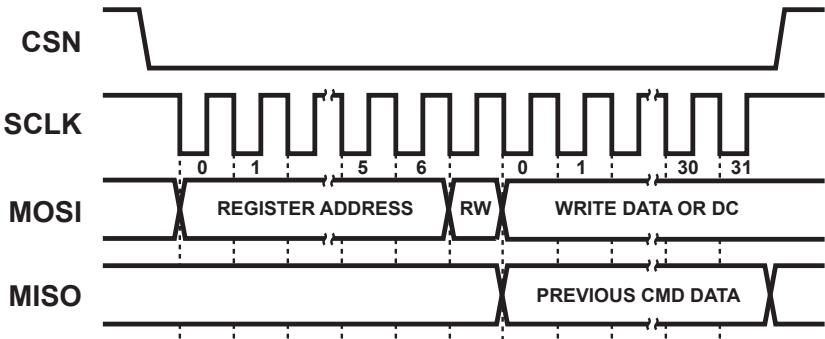 CSN
SCLK
0 1 5 6 0 1 30 31
MOSI REGISTER ADDRESS RW WRITE DATA OR DC
MISO PREVIOUS CMD DATA